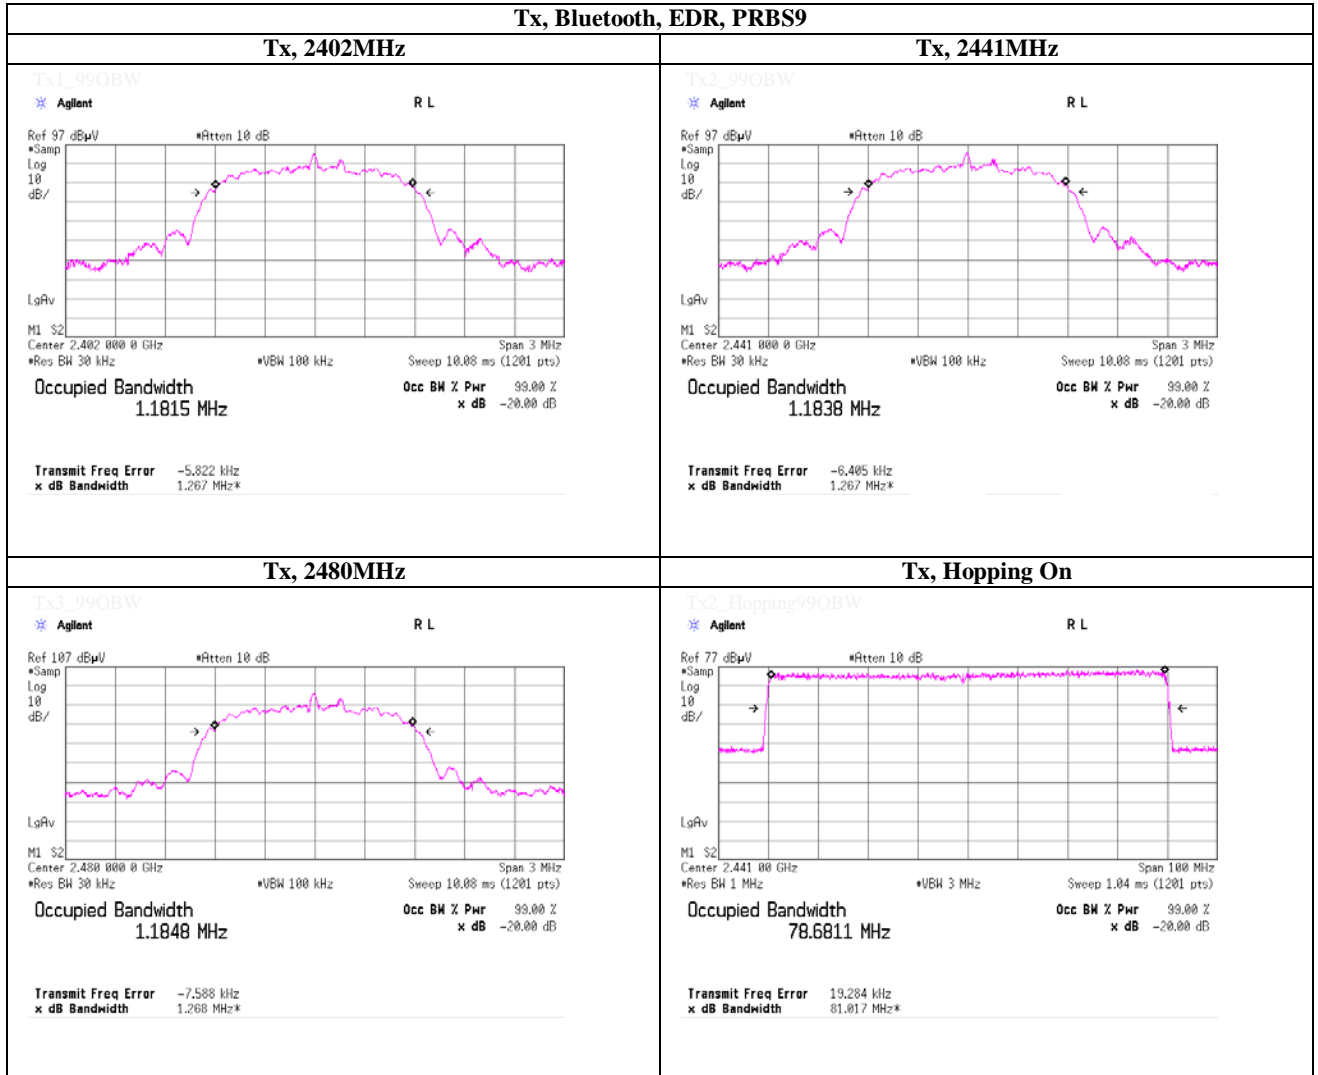 Tx, Bluetooth, EDR, PRBS9
Tx, 2402MHz
Tx1_99OBW
Agilent R L
Ref 97 dBµV #Atten 10 dB
#Samp
Log
10
dB/
LgAv
M1 S2
Center 2.402 000 0 GHz Span 3 MHz
#Res BW 30 kHz #VBW 100 kHz Sweep 10.08 ms (1201 pts)
Occupied Bandwidth Occ BW % Pwr 99.00 %
1.1815 MHz x dB -20.00 dB
Transmit Freq Error -5.822 kHz
x dB Bandwidth 1.267 MHz*
Tx, 2441MHz
Tx2_99OBW
Agilent R L
Ref 97 dBµV #Atten 10 dB
#Samp
Log
10
dB/
LgAv
M1 S2
Center 2.441 000 0 GHz Span 3 MHz
#Res BW 30 kHz #VBW 100 kHz Sweep 10.08 ms (1201 pts)
Occupied Bandwidth Occ BW % Pwr 99.00 %
1.1838 MHz x dB -20.00 dB
Transmit Freq Error -6.405 kHz
x dB Bandwidth 1.267 MHz*
Tx, 2480MHz
Tx3_99OBW
Agilent R L
Ref 107 dBµV #Atten 10 dB
#Samp
Log
10
dB/
LgAv
M1 S2
Center 2.480 000 0 GHz Span 3 MHz
#Res BW 30 kHz #VBW 100 kHz Sweep 10.08 ms (1201 pts)
Occupied Bandwidth Occ BW % Pwr 99.00 %
1.1848 MHz x dB -20.00 dB
Transmit Freq Error -7.588 kHz
x dB Bandwidth 1.268 MHz*
Tx, Hopping On
Tx2_Hopping99OBW
Agilent R L
Ref 77 dBµV #Atten 10 dB
#Samp
Log
10
dB/
LgAv
M1 S2
Center 2.441 00 GHz Span 100 MHz
#Res BW 1 MHz #VBW 3 MHz Sweep 1.04 ms (1201 pts)
Occupied Bandwidth Occ BW % Pwr 99.00 %
78.6811 MHz x dB -20.00 dB
Transmit Freq Error 19.284 kHz
x dB Bandwidth 81.017 MHz*